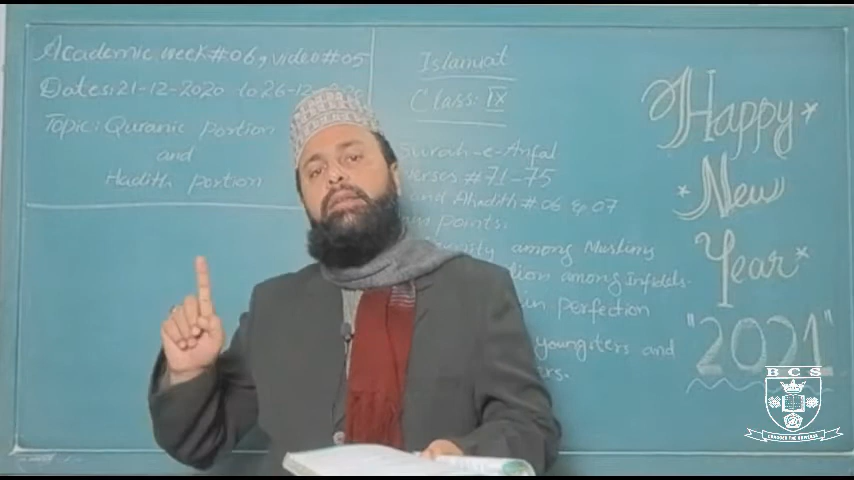 Academic week#06, video#05
Dates: 21-12-2020 to 26-12-
Topic: Quranic portion
and
Hadith portion
Islamiat
Class: IX
Surah-e-Anfal
verses #71-75
nd Ahadith #.06 & 07
points:
among Muslims
among Infidels.
in perfection
youngsters and
Happy
New
Year
"2021"
BCS